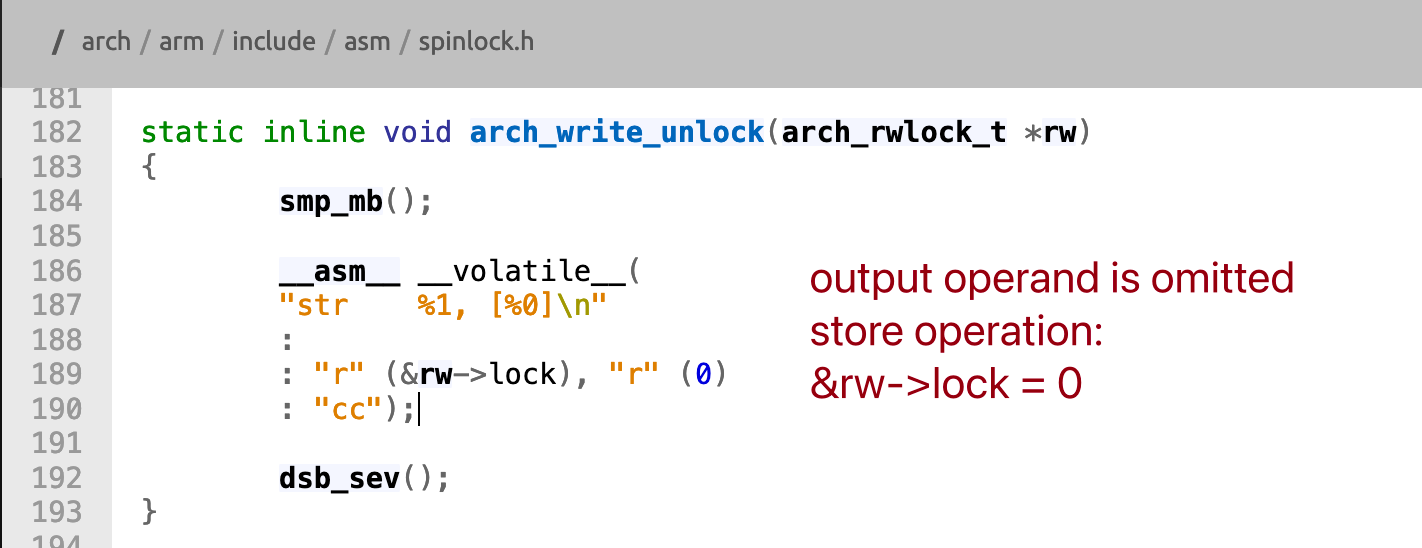 / arch / arm / include / asm / spinlock.h
181
182 static inline void arch_write_unlock(arch_rwlock_t *rw)
183 {
184 smp_mb();
185
186 __asm__ __volatile__(
output operand is omitted
187 "str %1, [%0]\n"
store operation:
188 :
189 : "r" (&rw->lock), "r" (0)
&rw->lock = 0
190 : "cc");
191
192 dsb_sev();
193 }
194